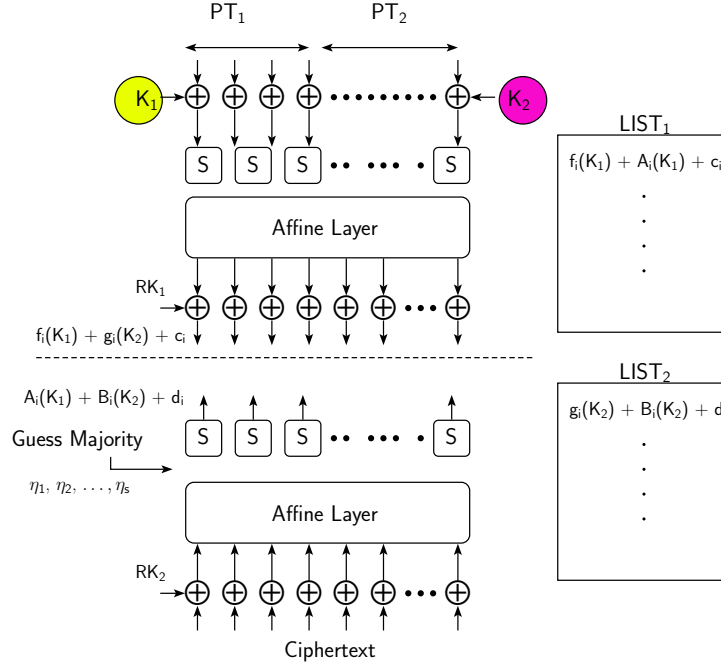 PT₁ PT₂
K₁ K₂
S S S S
Affine Layer
RK₁
fᵢ(K₁) + gᵢ(K₂) + cᵢ
Aᵢ(K₁) + Bᵢ(K₂) + dᵢ
Guess Majority
S S S S
η₁, η₂, ..., ηₛ
Affine Layer
RK₂
Ciphertext
LIST₁
fᵢ(K₁) + Aᵢ(K₁) + cᵢ
LIST₂
gᵢ(K₂) + Bᵢ(K₂) + d